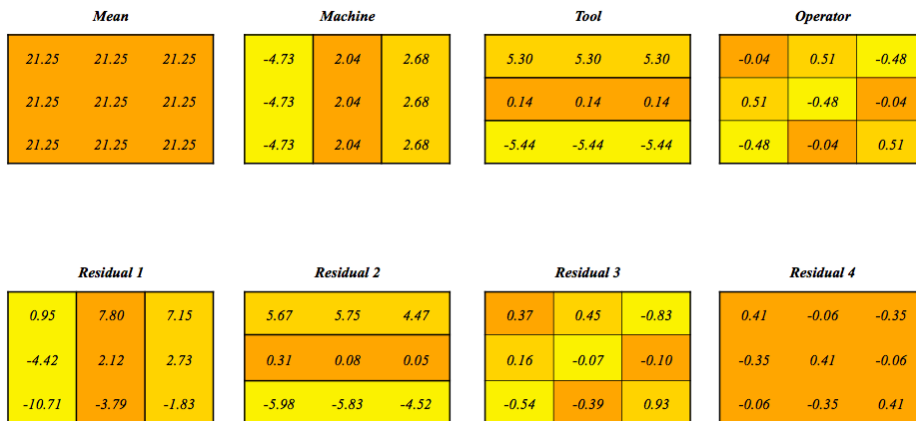 Mean Machine Tool Operator
21.25 21.25 21.25 -4.73 2.04 2.68 5.30 5.30 5.30 -0.04 0.51 -0.48
21.25 21.25 21.25 -4.73 2.04 2.68 0.14 0.14 0.14 0.51 -0.48 -0.04
21.25 21.25 21.25 -4.73 2.04 2.68 -5.44 -5.44 -5.44 -0.48 -0.04 0.51
Residual 1 Residual 2 Residual 3 Residual 4
0.95 7.80 7.15 5.67 5.75 4.47 0.37 0.45 -0.83 0.41 -0.06 -0.35
-4.42 2.12 2.73 0.31 0.08 0.05 0.16 -0.07 -0.10 -0.35 0.41 -0.06
-10.71 -3.79 -1.83 -5.98 -5.83 -4.52 -0.54 -0.39 0.93 -0.06 -0.35 0.41